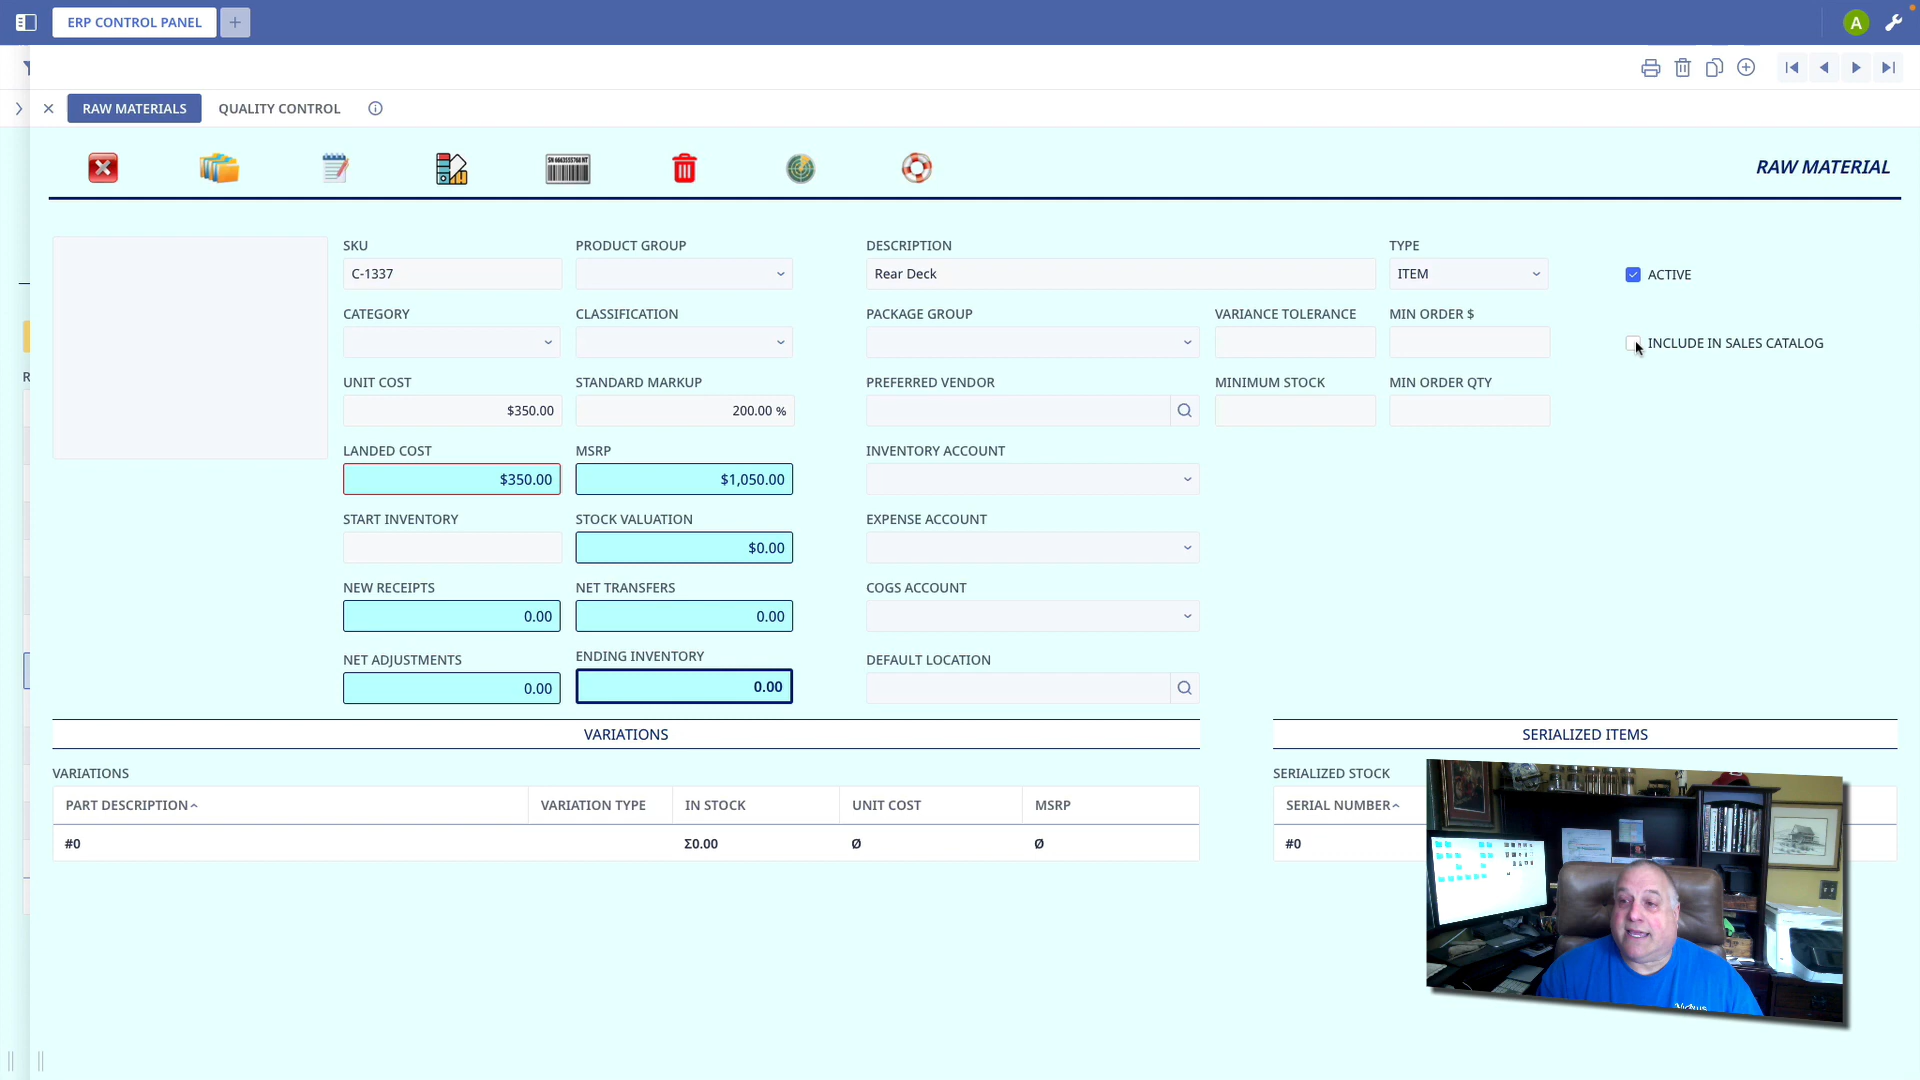 ERP CONTROL PANEL
+
A
RAW MATERIALS
QUALITY CONTROL
RAW MATERIAL
SKU
C-1337
PRODUCT GROUP
DESCRIPTION
Rear Deck
TYPE
ITEM
ACTIVE
CATEGORY
CLASSIFICATION
PACKAGE GROUP
VARIANCE TOLERANCE
MIN ORDER $
INCLUDE IN SALES CATALOG
UNIT COST
$350.00
STANDARD MARKUP
200.00 %
PREFERRED VENDOR
MINIMUM STOCK
MIN ORDER QTY
LANDED COST
$350.00
MSRP
$1,050.00
INVENTORY ACCOUNT
START INVENTORY
STOCK VALUATION
$0.00
EXPENSE ACCOUNT
NEW RECEIPTS
0.00
NET TRANSFERS
0.00
COGS ACCOUNT
NET ADJUSTMENTS
0.00
ENDING INVENTORY
0.00
DEFAULT LOCATION
VARIATIONS
SERIALIZED ITEMS
VARIATIONS
SERIALIZED STOCK
PART DESCRIPTION
VARIATION TYPE
IN STOCK
UNIT COST
MSRP
SERIAL NUMBER
#0
Σ0.00
Ø
Ø
#0